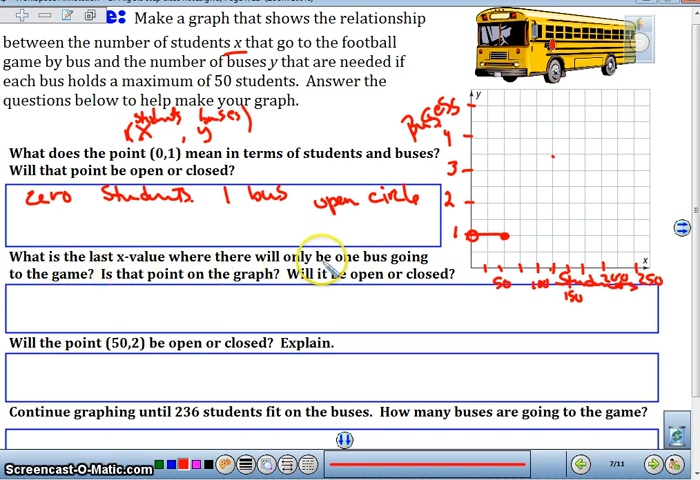 e: Make a graph that shows the relationship
between the number of students x that go to the football
game by bus and the number of buses y that are needed if
each bus holds a maximum of 50 students. Answer the
questions below to help make your graph.
students buses
(x , y)
What does the point (0,1) mean in terms of students and buses?
Will that point be open or closed?
zero students 1 bus open circle
What is the last x-value where there will only be one bus going
to the game? Is that point on the graph? Will it be open or closed?
Will the point (50,2) be open or closed? Explain.
Continue graphing until 236 students fit on the buses. How many buses are going to the game?
y
Buses
4
3
2
1
x
50 100 150 200 250
Students
Screencast-O-Matic.com
7/11